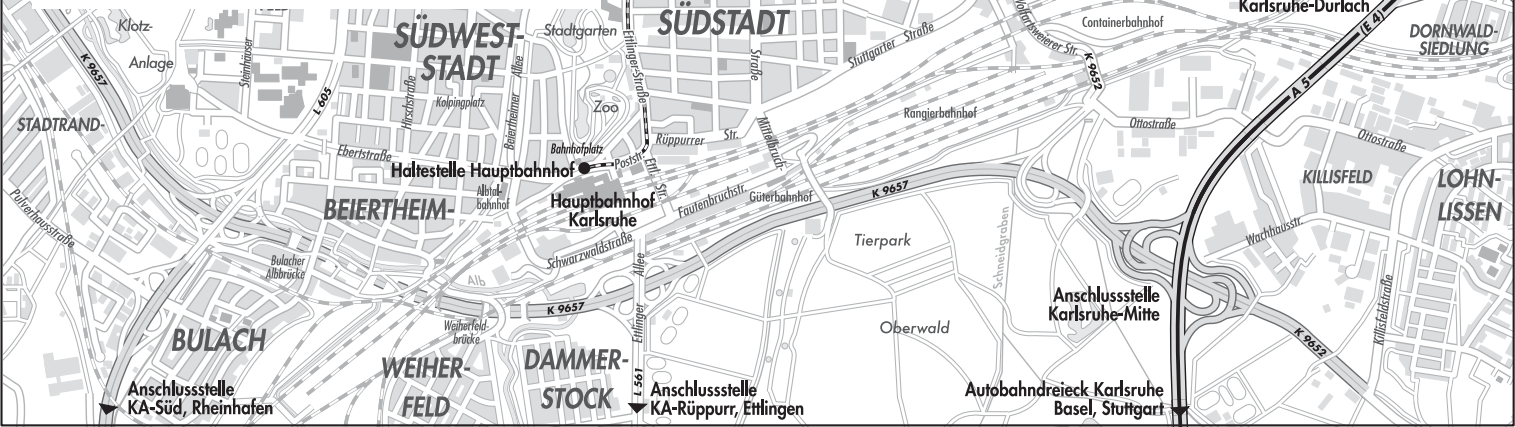 Karlsruhe-Durlach
(E 4)
A 5
DORNWALD-
SIEDLUNG
Containerbahnhof
Stuttgarter Straße
K 9652
SÜDSTADT
Straße
Stadtgarten
Ettlinger-Straße
SÜDWEST-
STADT
Klotz-
Anlage
K 9657
Steinhäuser
L 605
Hirschstraße
Kolpingplatz
Beiertheimer
Allee
Zoo
Rangierbahnhof
Ottostraße
Ottostraße
STADTRAND-
Rüppurrer
Str.
Mittelbruch-
Ebertstraße
Bahnhofplatz
Haltestelle Hauptbahnhof
Poststr.
Ettl.
Str.
Albtal-
bahnhof
Hauptbahnhof
Karlsruhe
Fautenbruchstr.
Güterbahnhof
K 9657
KILLISFELD
LOHN-
LISSEN
BEIERTHEIM-
Pulverhausstraße
Schwarzwaldstraße
Tierpark
Schneidgraben
Wachhausstr.
Bulacher
Albbrücke
Alb
Allee
Ettlinger
K 9657
Anschlussstelle
Karlsruhe-Mitte
Oberwald
Killisfeldstraße
K 9652
BULACH
Weiherfeld-
brücke
WEIHER-
FELD
DAMMER-
STOCK
L 561
Anschlussstelle
KA-Süd, Rheinhafen
Anschlussstelle
KA-Rüppurr, Ettlingen
Autobahndreieck Karlsruhe
Basel, Stuttgart